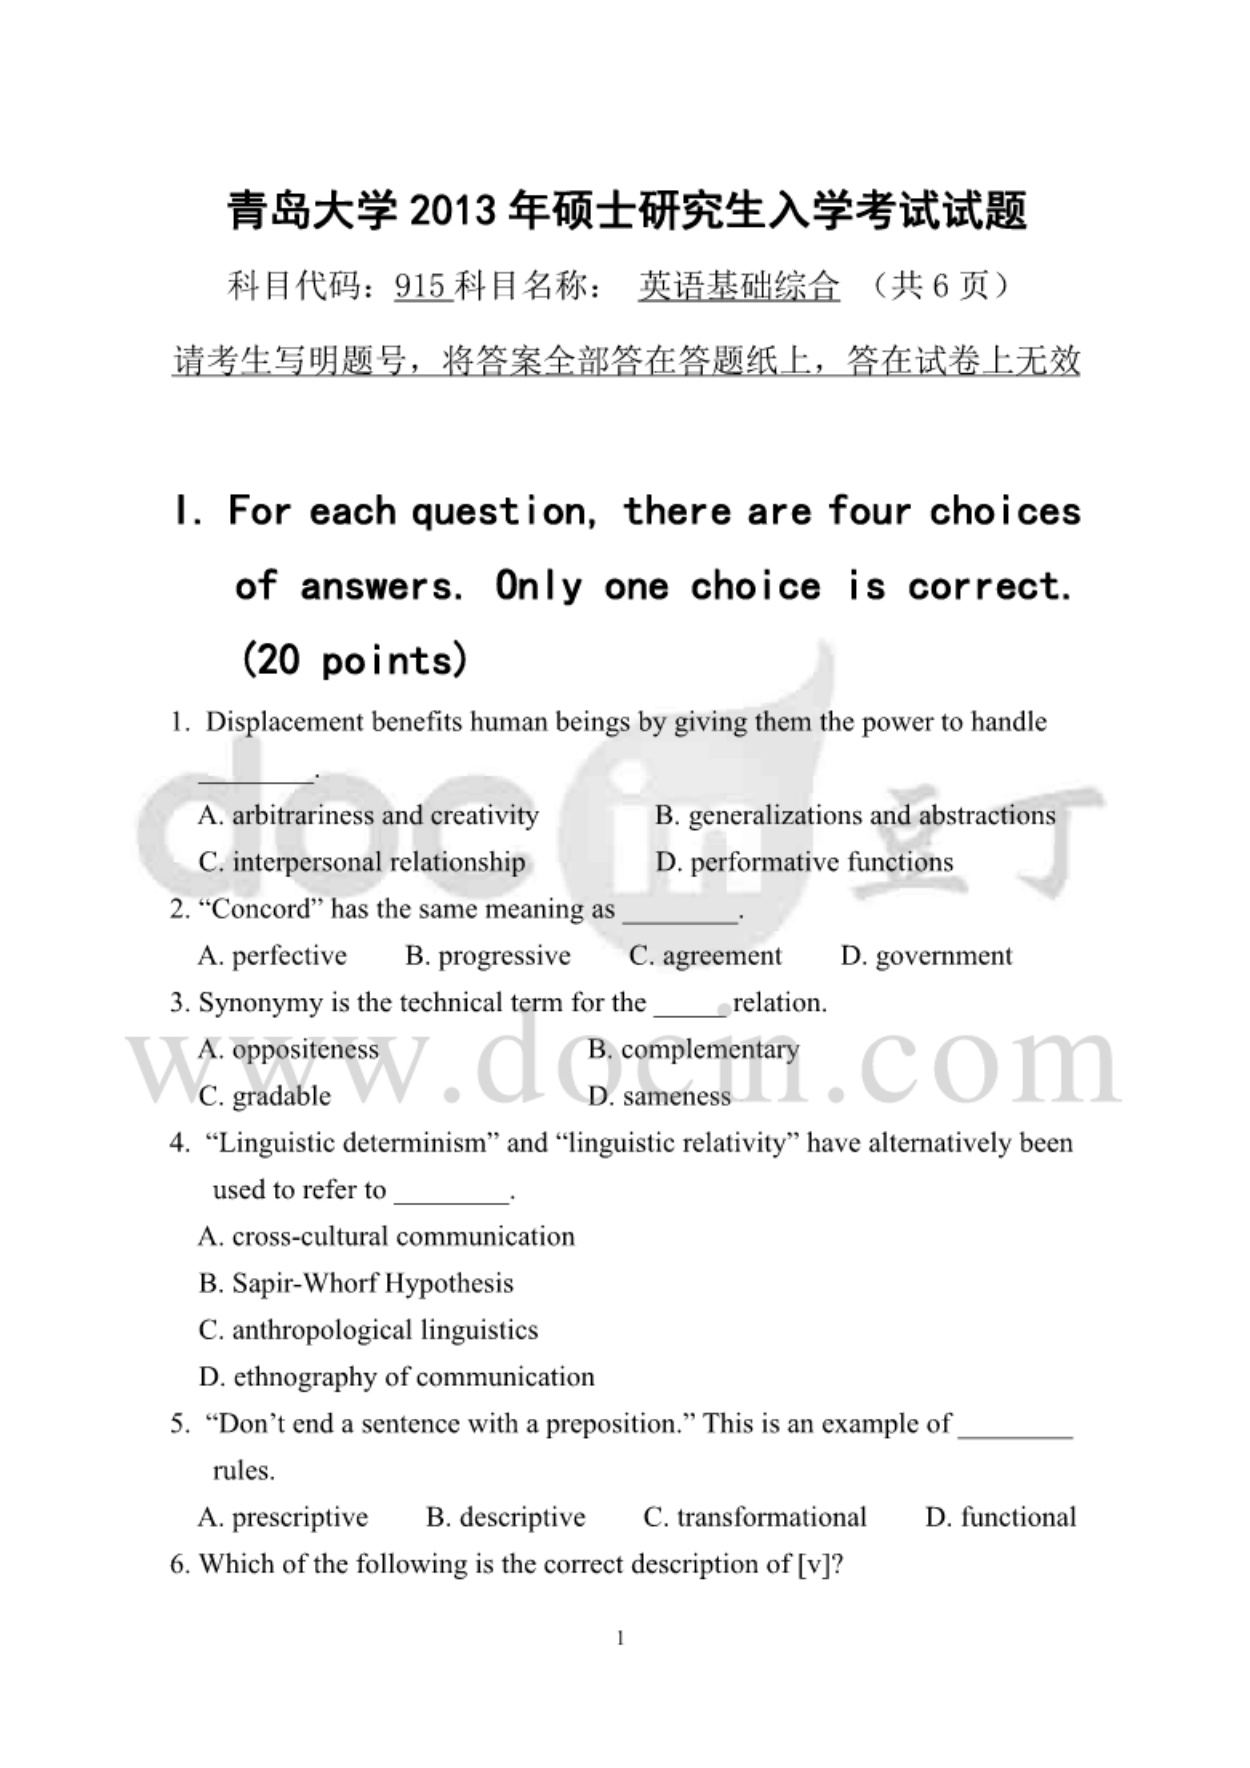 青岛大学 2013 年硕士研究生入学考试试题
科目代码：915 科目名称： 英语基础综合 （共 6 页）
请考生写明题号，将答案全部答在答题纸上，答在试卷上无效
I. For each question, there are four choices
of answers. Only one choice is correct.
(20 points)
1. Displacement benefits human beings by giving them the power to handle
________.
A. arbitrariness and creativity B. generalizations and abstractions
C. interpersonal relationship D. performative functions
2. “Concord” has the same meaning as ________.
A. perfective B. progressive C. agreement D. government
3. Synonymy is the technical term for the _____ relation.
A. oppositeness B. complementary
C. gradable D. sameness
4. “Linguistic determinism” and “linguistic relativity” have alternatively been
used to refer to ________.
A. cross-cultural communication
B. Sapir-Whorf Hypothesis
C. anthropological linguistics
D. ethnography of communication
5. “Don’t end a sentence with a preposition.” This is an example of ________
rules.
A. prescriptive B. descriptive C. transformational D. functional
6. Which of the following is the correct description of [v]?
1
docin 豆丁
www.docin.com